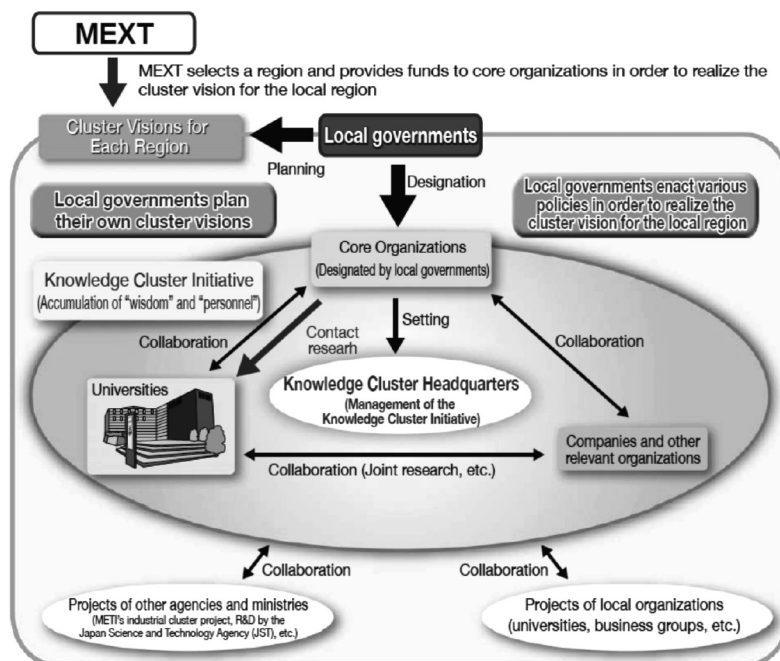 MEXT
MEXT selects a region and provides funds to core organizations in order to realize the
cluster vision for the local region
Cluster Visions for
Each Region
Local governments
Planning
Designation
Local governments plan
their own cluster visions
Local governments enact various
policies in order to realize the
cluster vision for the local region
Core Organizations
(Designated by local governments)
Knowledge Cluster Initiative
(Accumulation of “wisdom” and “personnel”)
Collaboration
Contact
researh
Setting
Collaboration
Universities
Knowledge Cluster Headquarters
(Management of the
Knowledge Cluster Initiative)
Companies and other
relevant organizations
Collaboration (Joint research, etc.)
Collaboration
Collaboration
Projects of other agencies and ministries
(METI's industrial cluster project, R&D by the
Japan Science and Technology Agency (JST), etc.)
Projects of local organizations
(universities, business groups, etc.)